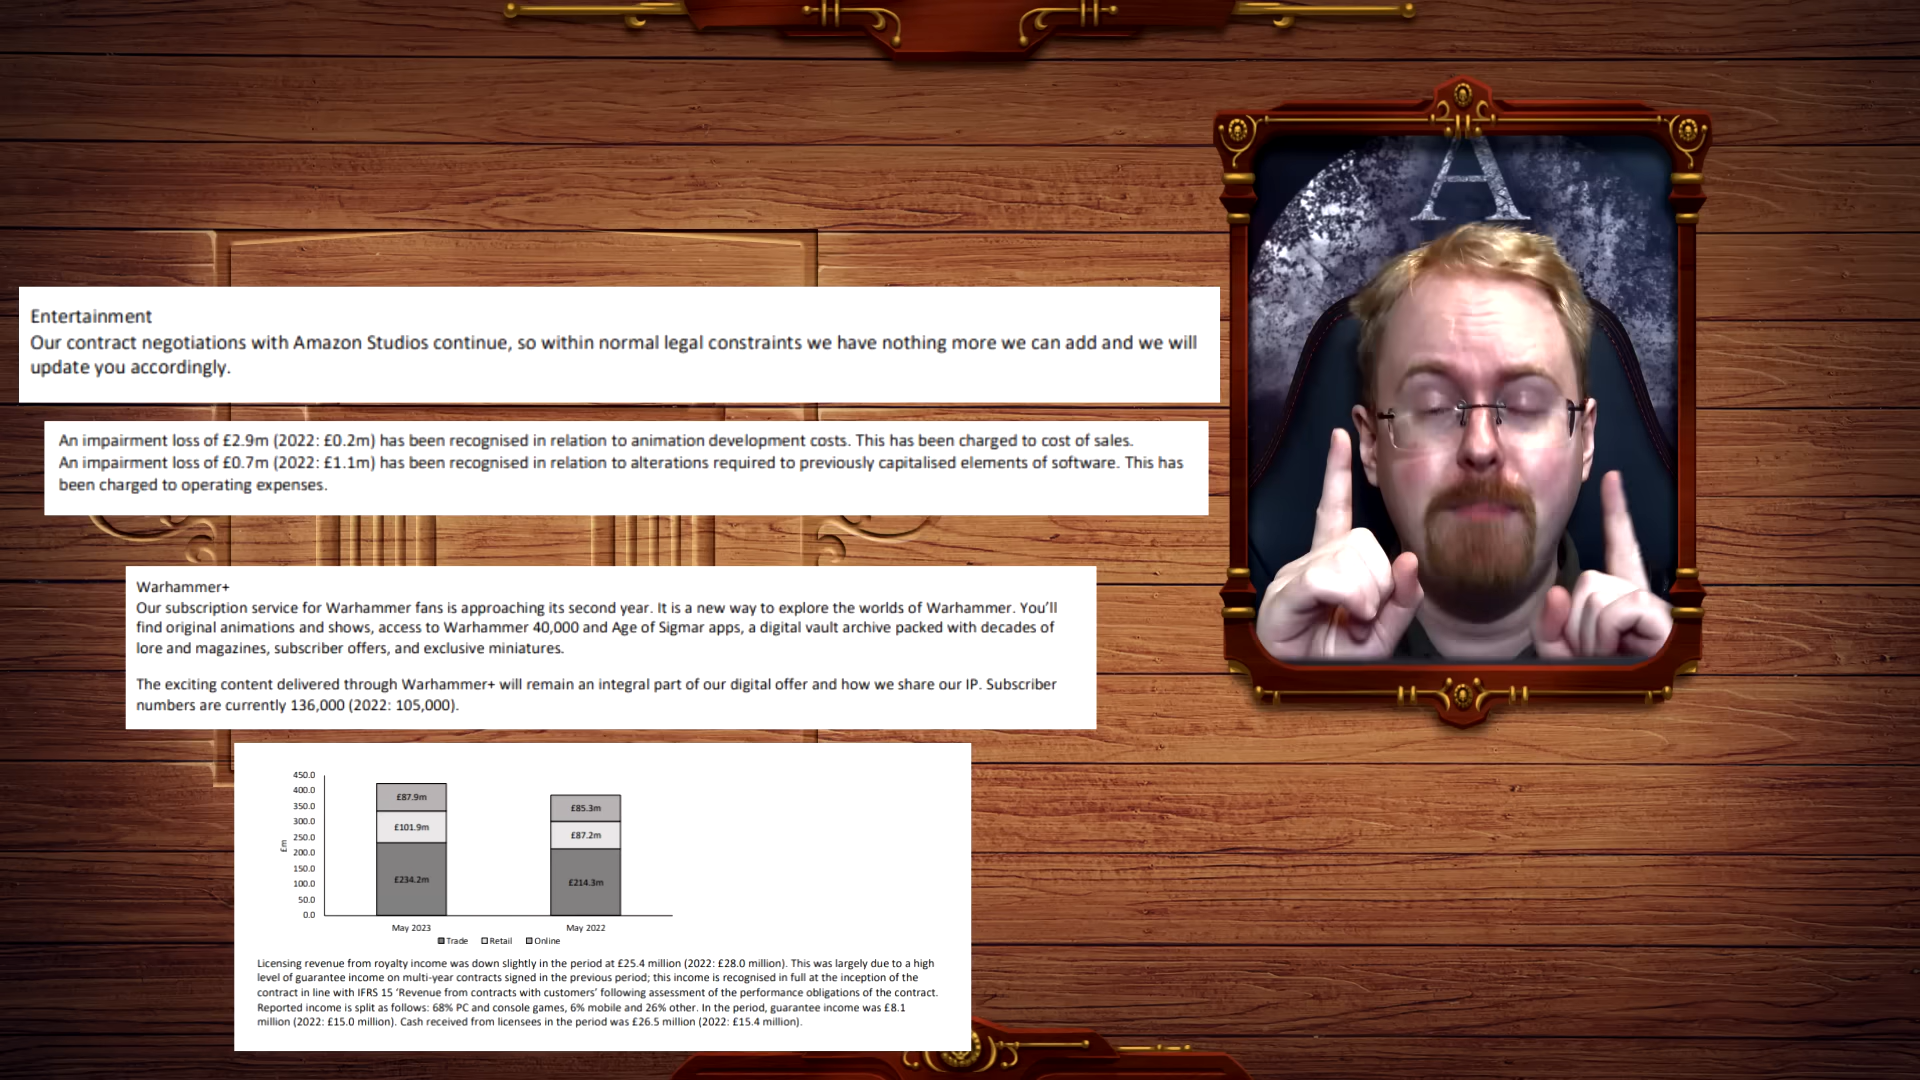 A
Entertainment
Our contract negotiations with Amazon Studios continue, so within normal legal constraints we have nothing more we can add and we will
update you accordingly.
An impairment loss of £2.9m (2022: £0.2m) has been recognised in relation to animation development costs. This has been charged to cost of sales.
An impairment loss of £0.7m (2022: £1.1m) has been recognised in relation to alterations required to previously capitalised elements of software. This has
been charged to operating expenses.
Warhammer+
Our subscription service for Warhammer fans is approaching its second year. It is a new way to explore the worlds of Warhammer. You'll
find original animations and shows, access to Warhammer 40,000 and Age of Sigmar apps, a digital vault archive packed with decades of
lore and magazines, subscriber offers, and exclusive miniatures.
The exciting content delivered through Warhammer+ will remain an integral part of our digital offer and how we share our IP. Subscriber
numbers are currently 136,000 (2022: 105,000).
450.0
400.0
350.0
300.0
250.0
200.0
150.0
100.0
50.0
0.0
£m
£87.9m
£101.9m
£234.2m
£85.3m
£87.2m
£214.3m
May 2023 May 2022
Trade Retail Online
Licensing revenue from royalty income was down slightly in the period at £25.4 million (2022: £28.0 million). This was largely due to a high
level of guarantee income on multi-year contracts signed in the previous period; this income is recognised in full at the inception of the
contract in line with IFRS 15 'Revenue from contracts with customers' following assessment of the performance obligations of the contract.
Reported income is split as follows: 68% PC and console games, 6% mobile and 26% other. In the period, guarantee income was £8.1
million (2022: £15.0 million). Cash received from licensees in the period was £26.5 million (2022: £15.4 million).